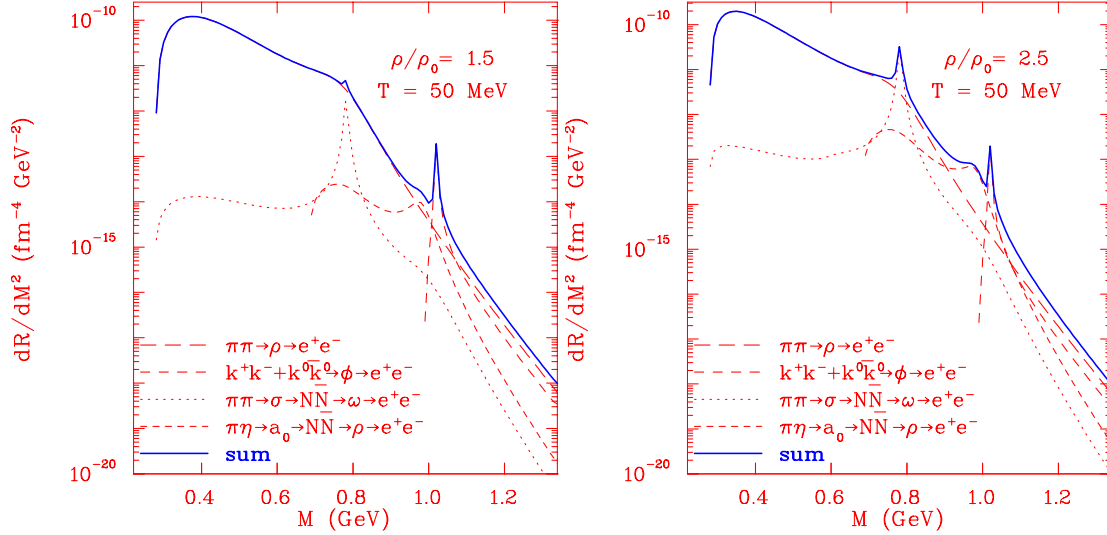 10⁻¹⁰
10⁻¹⁵
10⁻²⁰
dR/dM² (fm⁻⁴ GeV⁻²)
ρ/ρ₀= 1.5
T = 50 MeV
ππ→ρ→e⁺e⁻
k⁺k⁻+k⁰k̅⁰→ϕ→e⁺e⁻
ππ→σ→NN̅→ω→e⁺e⁻
πη→a₀→NN̅→ρ→e⁺e⁻
sum
0.4 0.6 0.8 1.0 1.2
M (GeV)
10⁻¹⁰
10⁻¹⁵
10⁻²⁰
dR/dM² (fm⁻⁴ GeV⁻²)
ρ/ρ₀= 2.5
T = 50 MeV
ππ→ρ→e⁺e⁻
k⁺k⁻+k⁰k̅⁰→ϕ→e⁺e⁻
ππ→σ→NN̅→ω→e⁺e⁻
πη→a₀→NN̅→ρ→e⁺e⁻
sum
0.4 0.6 0.8 1.0 1.2
M (GeV)